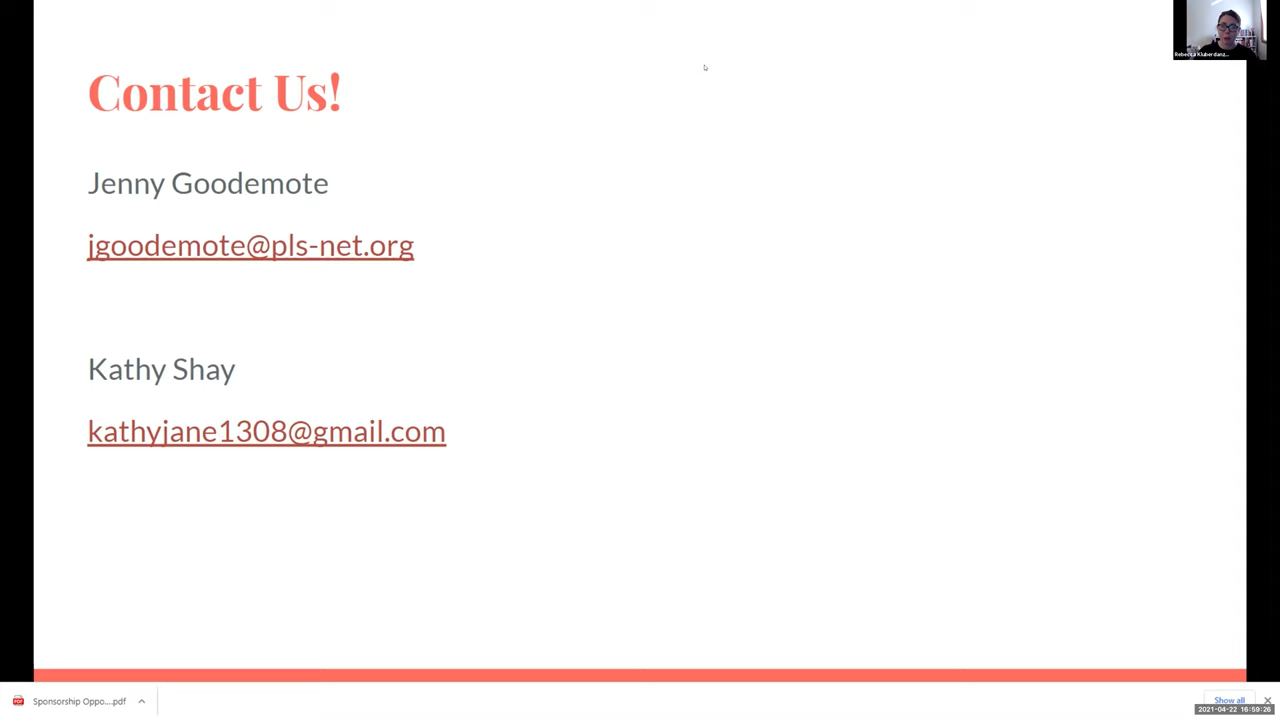 Contact Us!
Jenny Goodemote
jgoodemote@pls-net.org
Kathy Shay
kathyjane1308@gmail.com
Rebecca Kluberdanz...
Sponsorship Oppo....pdf
Show all
2021-04-22 16:59:26